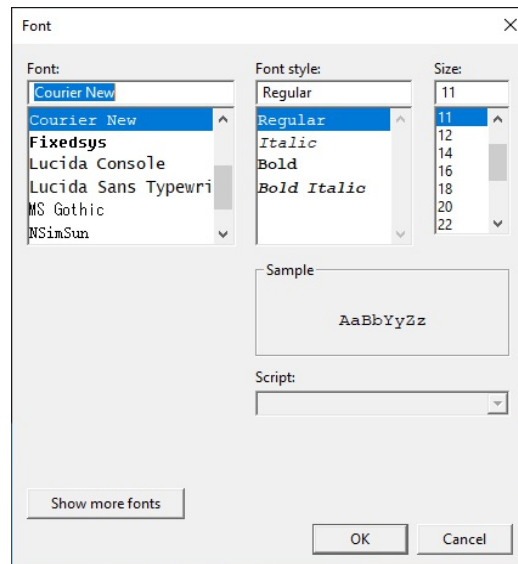 Font
Font:
Courier New
Courier New
Fixedsys
Lucida Console
Lucida Sans Typewri
MS Gothic
NSimSun
Font style:
Regular
Regular
Italic
Bold
Bold Italic
Size:
11
11
12
14
16
18
20
22
Sample
AaBbYyZz
Script:
Show more fonts
OK
Cancel